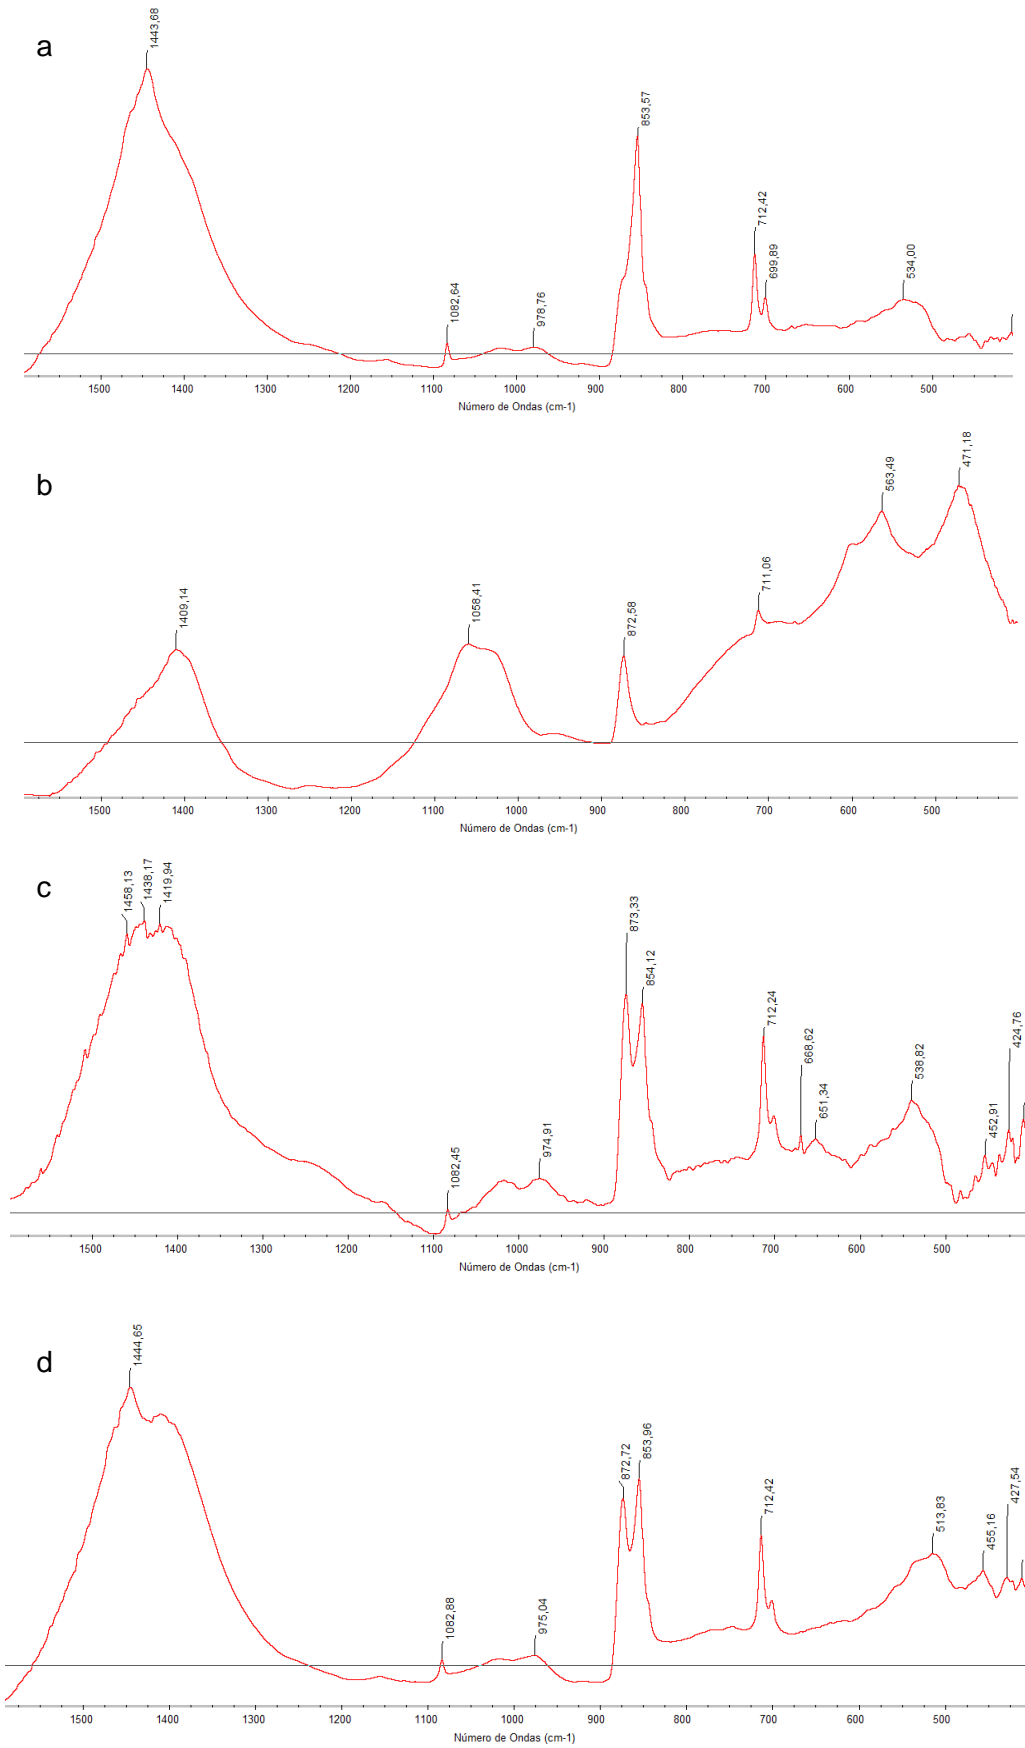 a
1443,68
1082,64
978,76
853,57
712,42
699,89
534,00
1500 1400 1300 1200 1100 1000 900 800 700 600 500
Número de Ondas (cm-1)
b
1409,14
1058,41
872,58
711,06
563,49
471,18
1500 1400 1300 1200 1100 1000 900 800 700 600 500
Número de Ondas (cm-1)
c
1458,13
1438,17
1419,94
1082,45
974,91
873,33
854,12
712,24
668,62
651,34
538,82
452,91
424,76
1500 1400 1300 1200 1100 1000 900 800 700 600 500
Número de Ondas (cm-1)
d
1444,65
1082,88
975,04
872,72
853,96
712,42
513,83
455,16
427,54
1500 1400 1300 1200 1100 1000 900 800 700 600 500
Número de Ondas (cm-1)